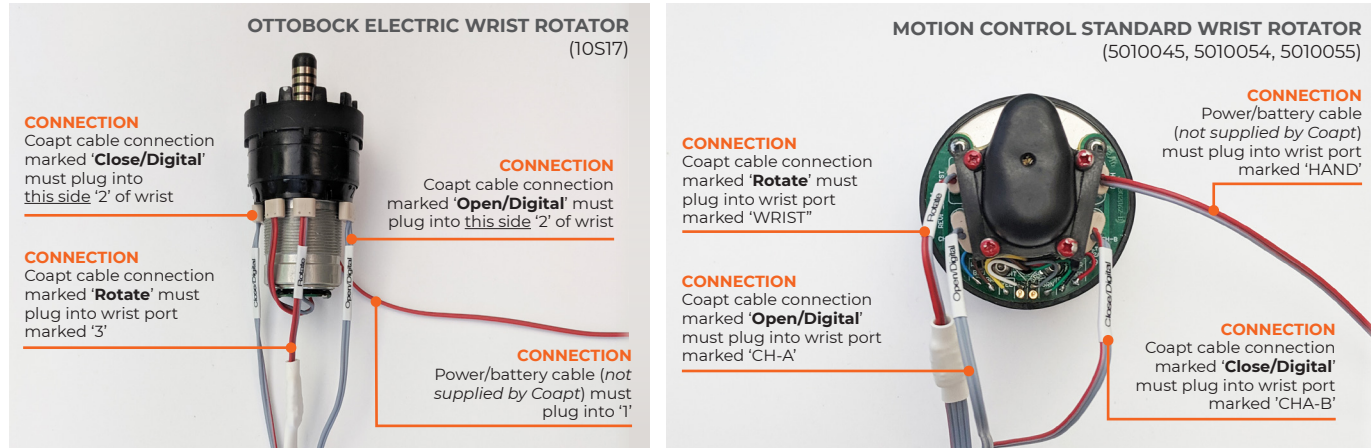 OTTOBOCK ELECTRIC WRIST ROTATOR
(10S17)
CONNECTION
Coapt cable connection
marked ‘Close/Digital’
must plug into
this side ‘2’ of wrist
CONNECTION
Coapt cable connection
marked ‘Open/Digital’ must
plug into this side ‘2’ of wrist
CONNECTION
Coapt cable connection
marked ‘Rotate’ must
plug into wrist port
marked ‘3’
CONNECTION
Power/battery cable (not
supplied by Coapt) must
plug into ‘1’
Close/Digital
Rotate
Open/Digital
MOTION CONTROL STANDARD WRIST ROTATOR
(5010045, 5010054, 5010055)
CONNECTION
Power/battery cable
(not supplied by Coapt)
must plug into wrist port
marked ‘HAND’
CONNECTION
Coapt cable connection
marked ‘Rotate’ must
plug into wrist port
marked ‘WRIST”
CONNECTION
Coapt cable connection
marked ‘Open/Digital’
must plug into wrist port
marked ‘CH-A’
CONNECTION
Coapt cable connection
marked ‘Close/Digital’
must plug into wrist port
marked ’CHA-B’
Rotate
Open/Digital
Close/Digital